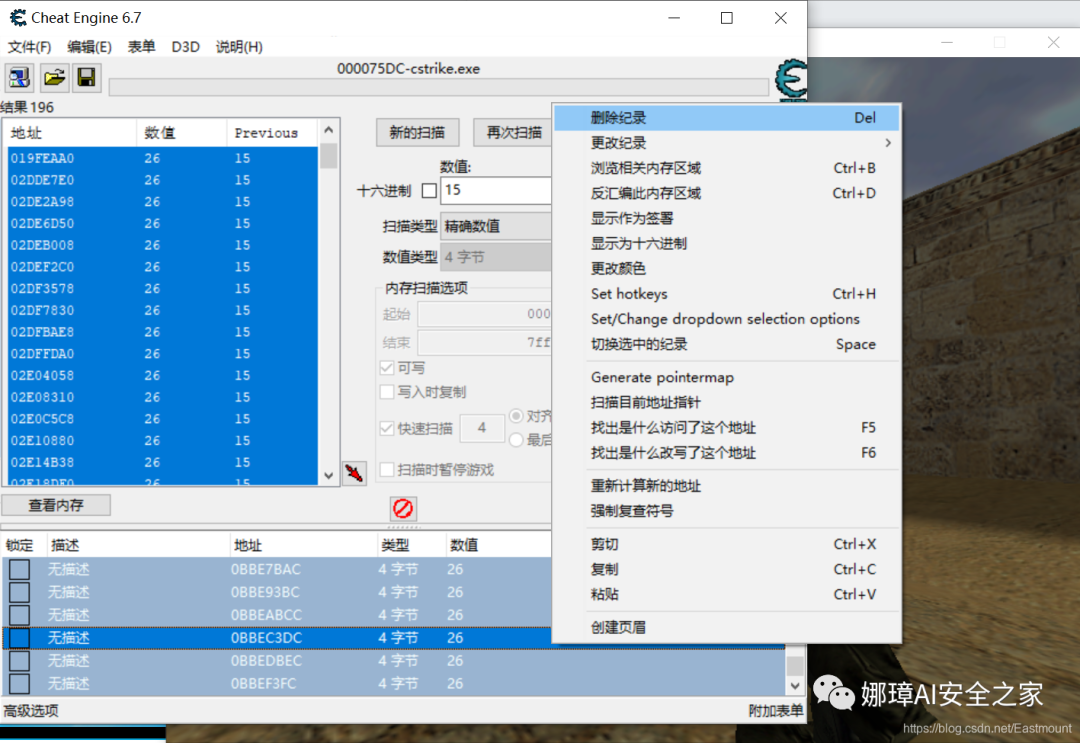 Cheat Engine 6.7
文件(F) 编辑(E) 表单 D3D 说明(H)
000075DC-cstrike.exe
结果 196
地址 数值 Previous
019FEAA0 26 15
02DDE7E0 26 15
02DE2A98 26 15
02DE6D50 26 15
02DEB008 26 15
02DEF2C0 26 15
02DF3578 26 15
02DF7830 26 15
02DFBAE8 26 15
02DFFDA0 26 15
02E04058 26 15
02E08310 26 15
02E0C5C8 26 15
02E10880 26 15
02E14B38 26 15
02E18DF0 26 15
新的扫描 再次扫描
数值:
十六进制 15
扫描类型 精确数值
数值类型 4 字节
内存扫描选项
起始 000
结束 7ff
可写
写入时复制
快速扫描 4 对齐
最后
扫描时暂停游戏
查看内存
锁定 描述 地址 类型 数值
无描述 0BBE7BAC 4 字节 26
无描述 0BBE93BC 4 字节 26
无描述 0BBEABCC 4 字节 26
无描述 0BBEC3DC 4 字节 26
无描述 0BBEDBEC 4 字节 26
无描述 0BBEF3FC 4 字节 26
高级选项 附加表单
删除纪录 Del
更改纪录
浏览相关内存区域 Ctrl+B
反汇编此内存区域 Ctrl+D
显示作为签署
显示为十六进制
更改颜色
Set hotkeys Ctrl+H
Set/Change dropdown selection options
切换选中的纪录 Space
Generate pointermap
扫描目前地址指针
找出是什么访问了这个地址 F5
找出是什么改写了这个地址 F6
重新计算新的地址
强制复查符号
剪切 Ctrl+X
复制 Ctrl+C
粘贴 Ctrl+V
创建页眉
娜璋AI安全之家
https://blog.csdn.net/Eastmount